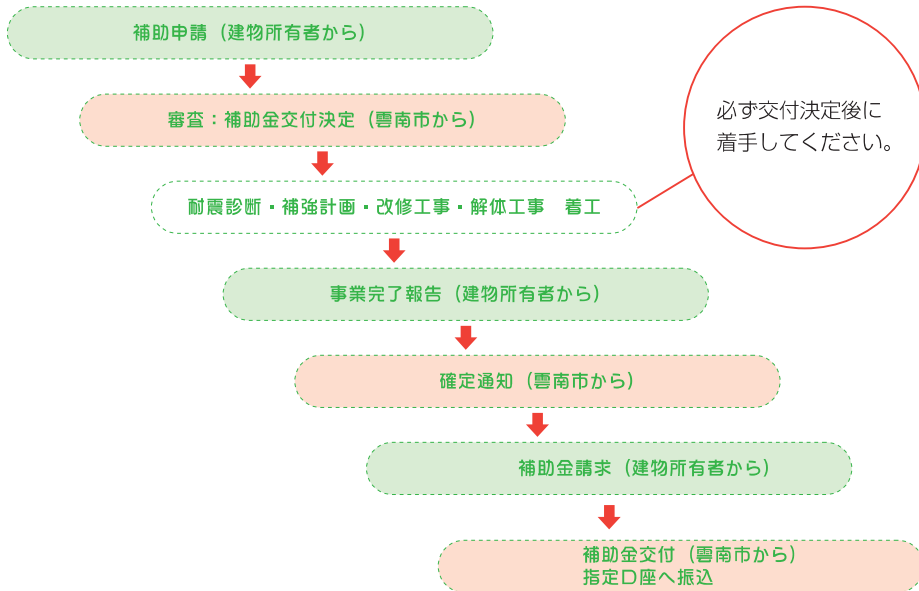 補助申請（建物所有者から）
審査：補助金交付決定（雲南市から）
必ず交付決定後に
着手してください。
耐震診断・補強計画・改修工事・解体工事　着工
事業完了報告（建物所有者から）
確定通知（雲南市から）
補助金請求（建物所有者から）
補助金交付（雲南市から）
指定口座へ振込